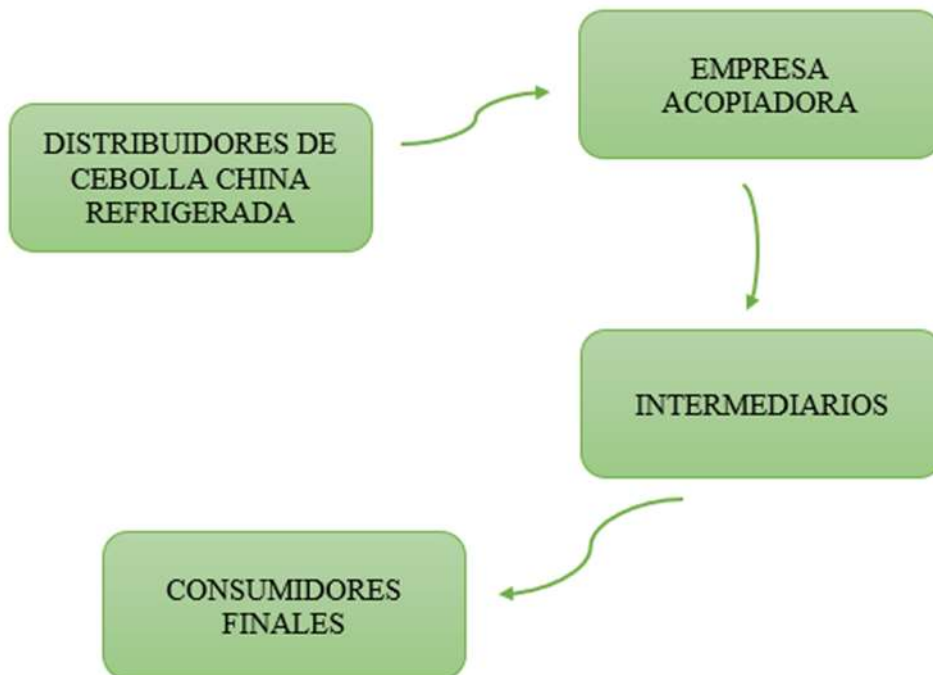 DISTRIBUIDORES DE
CEBOLLA CHINA
REFRIGERADA
EMPRESA
ACOPIADORA
INTERMEDIARIOS
CONSUMIDORES
FINALES